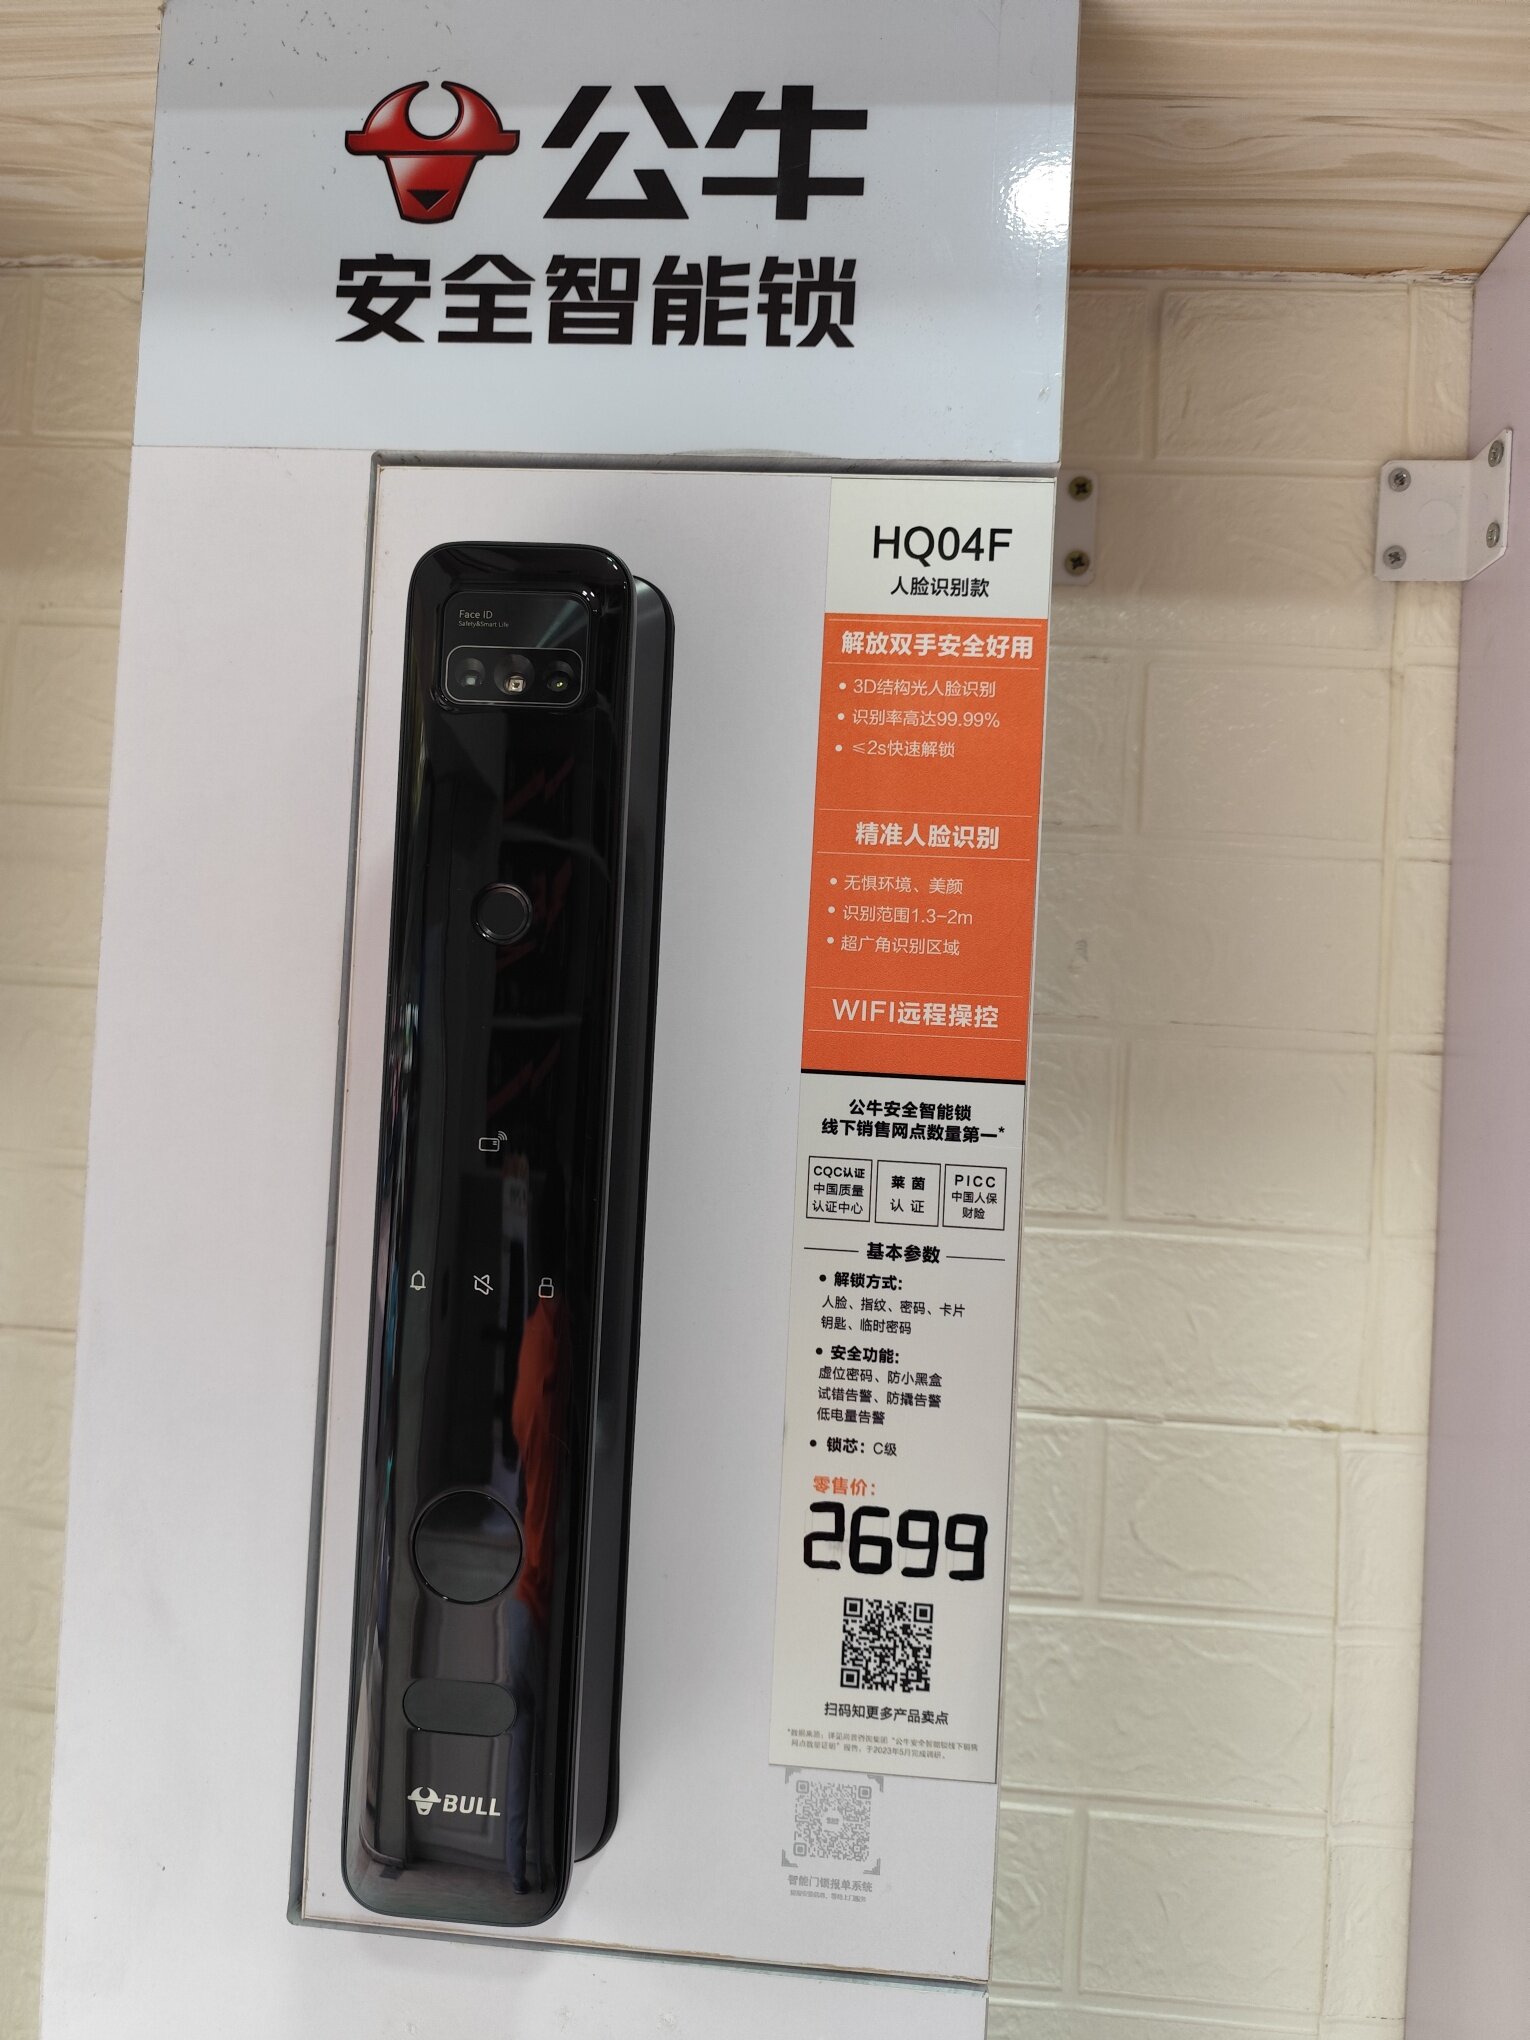 公牛
安全智能锁
HQ04F
人脸识别款
Face ID
Safety&Smart Life
解放双手安全好用
• 3D结构光人脸识别
• 识别率高达99.99%
• ≤2s快速解锁
精准人脸识别
• 无惧环境、美颜
• 识别范围1.3-2m
• 超广角识别区域
WIFI远程操控
公牛安全智能锁
线下销售网点数量第一*
CQC认证
中国质量
认证中心
莱茵
认证
PICC
中国人保
财险
基本参数
• 解锁方式:
人脸、指纹、密码、卡片
钥匙、临时密码
• 安全功能:
虚位密码、防小黑盒
试错告警、防撬告警
低电量告警
• 锁芯: C级
零售价:
2699
扫码知更多产品卖点
BULL
智能门锁报单系统